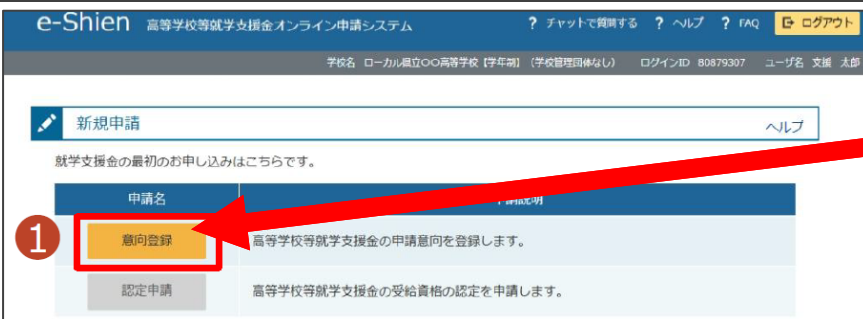 e-Shien 高等学校等就学支援金オンライン申請システム ? チャットで質問する ? ヘルプ ? FAQ ログアウト
学校名 ローカル県立〇〇高等学校【学年制】（学校管理団体なし） ログインID 80879307 ユーザ名 支援 太郎
新規申請 ヘルプ
就学支援金の最初のお申し込みはこちらです。
申請名 説明
1 意向登録 高等学校等就学支援金の申請意向を登録します。
認定申請 高等学校等就学支援金の受給資格の認定を申請します。